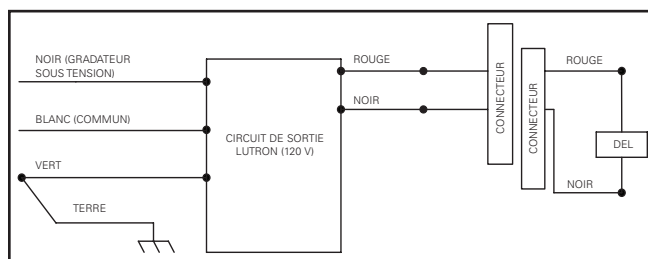 NOIR (GRADATEUR
SOUS TENSION)
BLANC (COMMUN)
VERT
TERRE
CIRCUIT DE SORTIE
LUTRON (120 V)
ROUGE
NOIR
CONNECTEUR
CONNECTEUR
ROUGE
DEL
NOIR